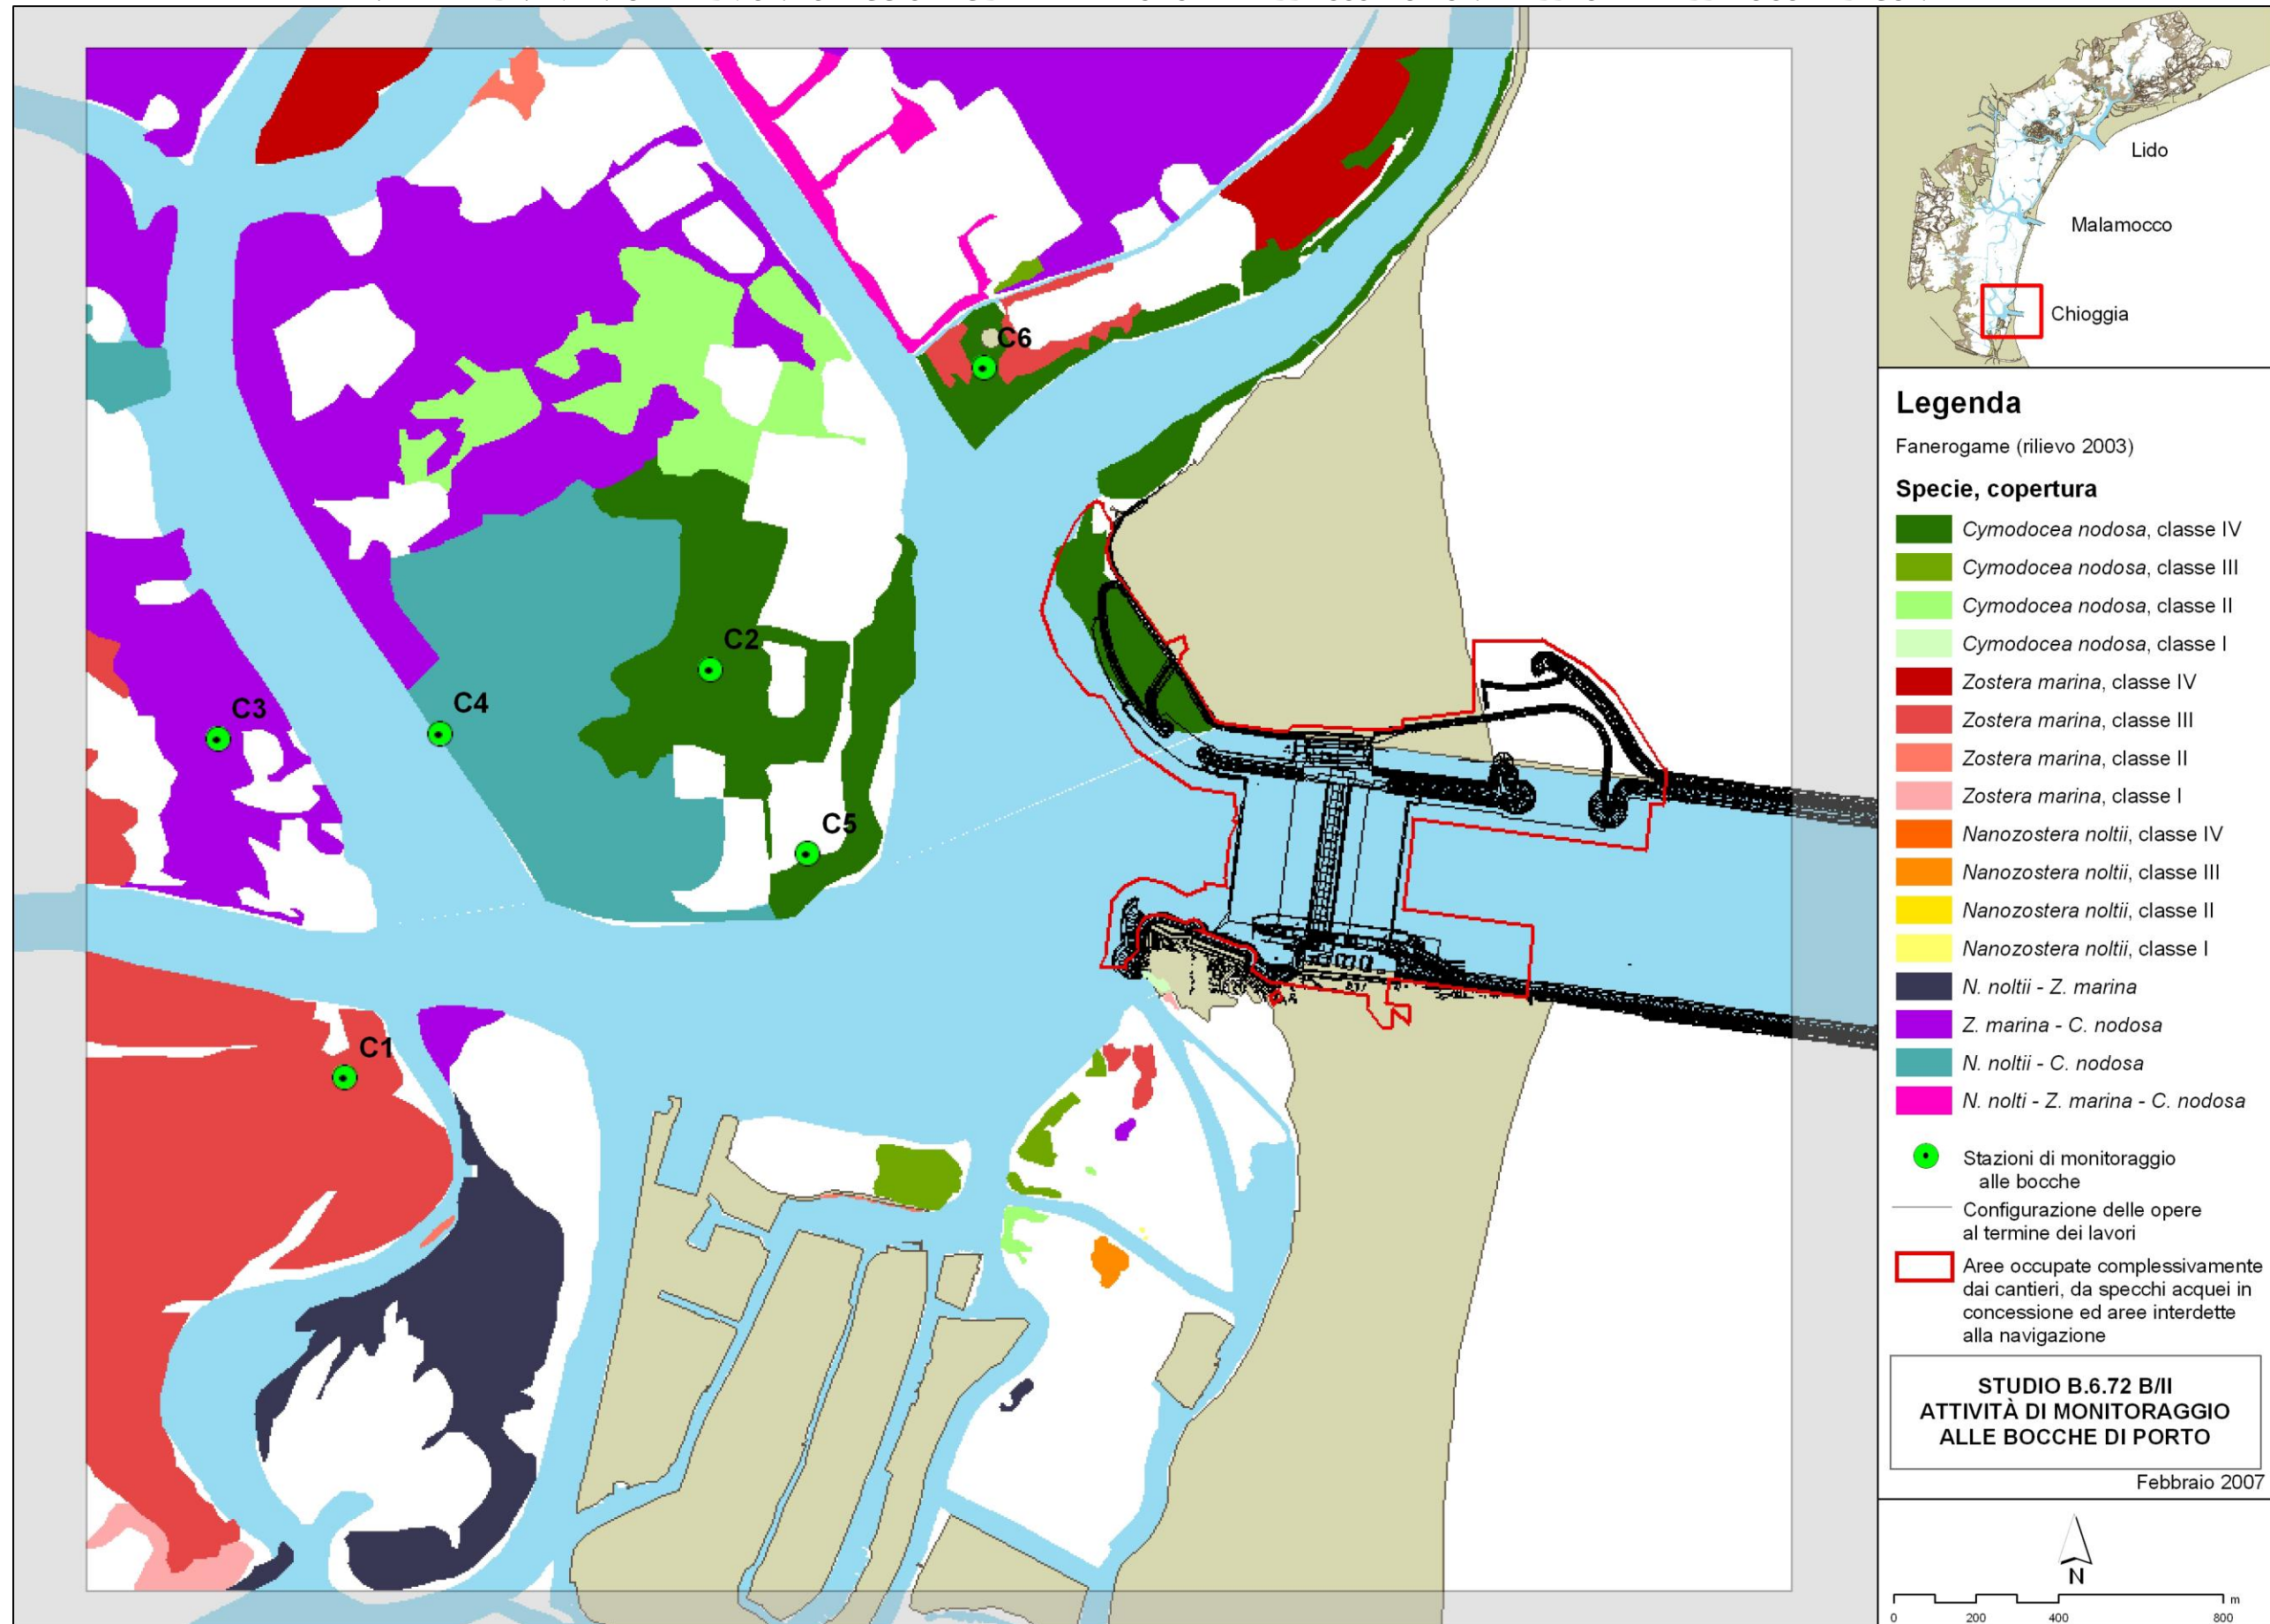 C6
C2
C3
C4
C5
C1
Lido
Malamocco
Chioggia
Legenda
Fanerogame (rilievo 2003)
Specie, copertura
Cymodocea nodosa, classe IV
Cymodocea nodosa, classe III
Cymodocea nodosa, classe II
Cymodocea nodosa, classe I
Zostera marina, classe IV
Zostera marina, classe III
Zostera marina, classe II
Zostera marina, classe I
Nanozostera noltii, classe IV
Nanozostera noltii, classe III
Nanozostera noltii, classe II
Nanozostera noltii, classe I
N. noltii - Z. marina
Z. marina - C. nodosa
N. noltii - C. nodosa
N. nolti - Z. marina - C. nodosa
Stazioni di monitoraggio
alle bocche
Configurazione delle opere
al termine dei lavori
Aree occupate complessivamente
dai cantieri, da specchi acquei in
concessione ed aree interdette
alla navigazione
STUDIO B.6.72 B/II
ATTIVITÀ DI MONITORAGGIO
ALLE BOCCHE DI PORTO
Febbraio 2007
N
m
0 200 400 800